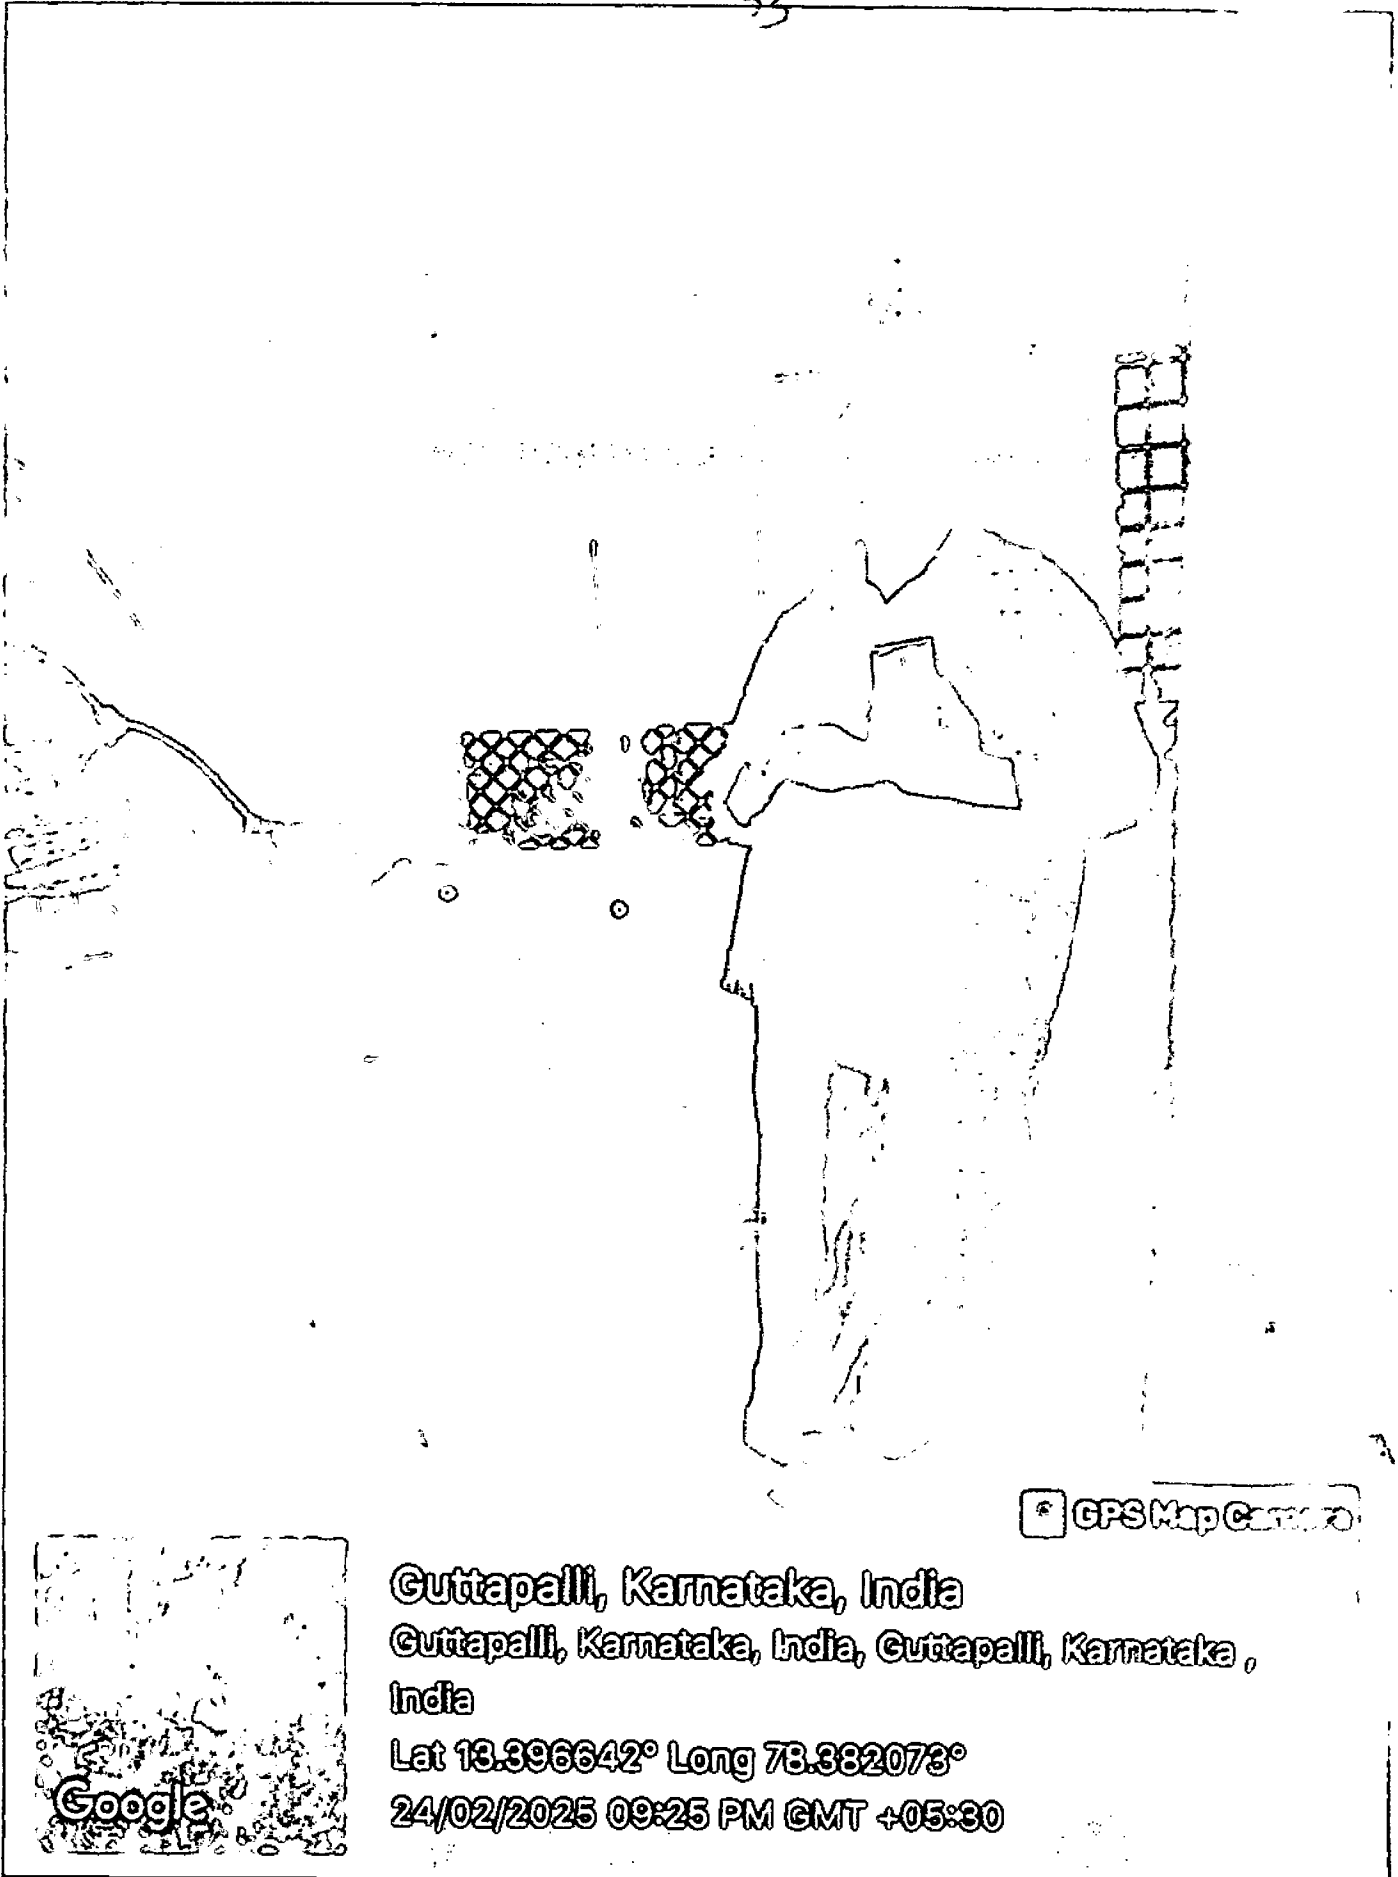 GPS Map Camera
Guttapalli, Karnataka, India
Guttapalli, Karnataka, India, Guttapalli, Karnataka ,
India
Lat 13.396642° Long 78.382073°
24/02/2025 09:25 PM GMT +05:30
Google